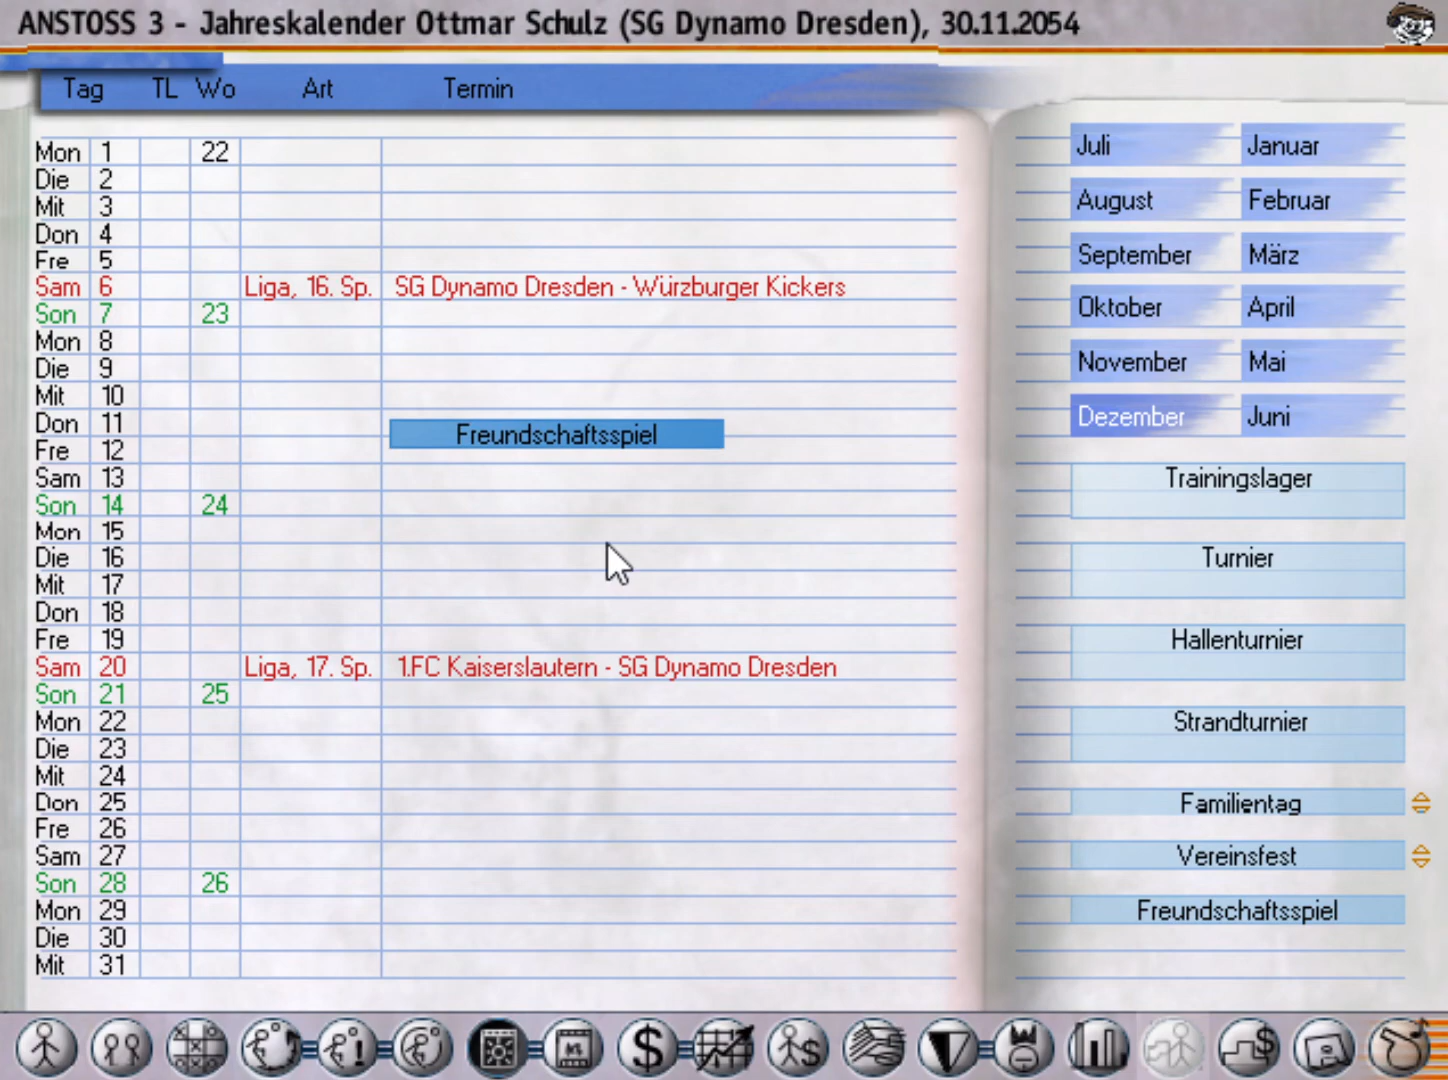 ANSTOSS 3 - Jahreskalender Ottmar Schulz (SG Dynamo Dresden), 30.11.2054
Tag TL Wo Art Termin
Mon 1 22
Die 2
Mit 3
Don 4
Fre 5
Sam 6 Liga, 16. Sp. SG Dynamo Dresden - Würzburger Kickers
Son 7 23
Mon 8
Die 9
Mit 10
Don 11
Freundschaftsspiel
Fre 12
Sam 13
Son 14 24
Mon 15
Die 16
Mit 17
Don 18
Fre 19
Sam 20 Liga, 17. Sp. 1.FC Kaiserslautern - SG Dynamo Dresden
Son 21 25
Mon 22
Die 23
Mit 24
Don 25
Fre 26
Sam 27
Son 28 26
Mon 29
Die 30
Mit 31
Juli Januar
August Februar
September März
Oktober April
November Mai
Dezember Juni
Trainingslager
Turnier
Hallenturnier
Strandturnier
Familientag
Vereinsfest
Freundschaftsspiel